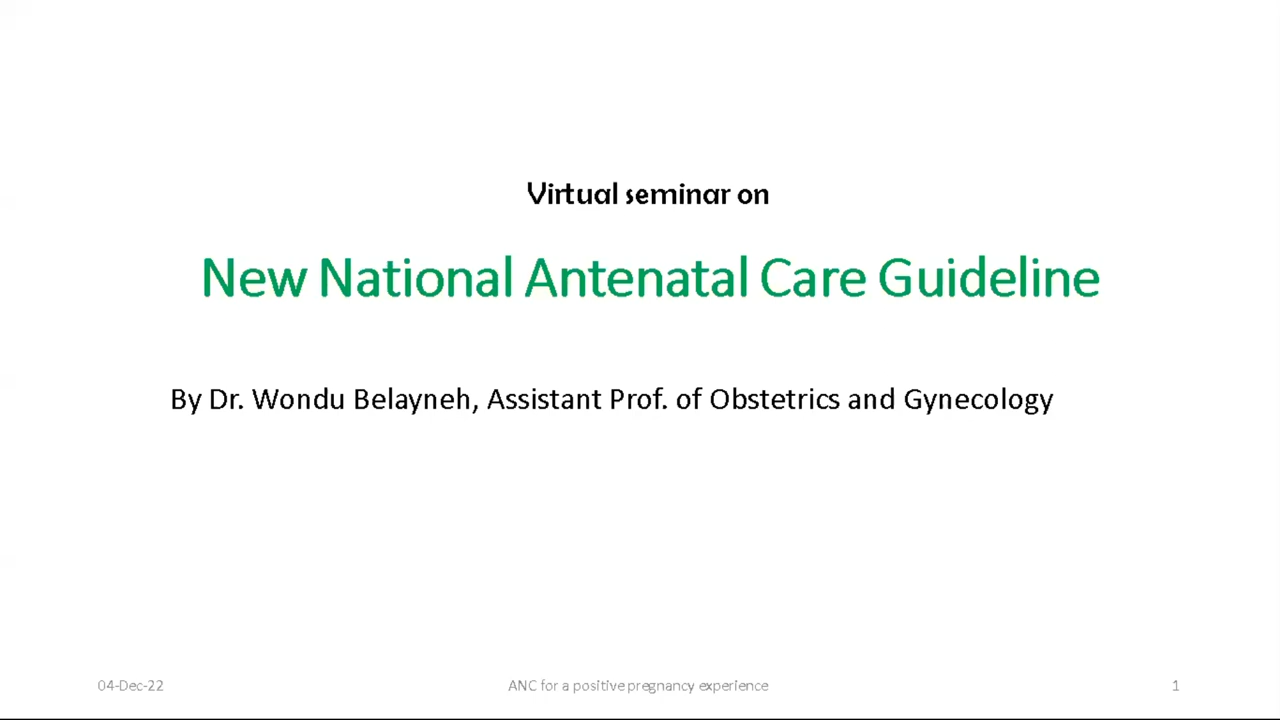 Virtual seminar on
New National Antenatal Care Guideline
By Dr. Wondu Belayneh, Assistant Prof. of Obstetrics and Gynecology
04-Dec-22
ANC for a positive pregnancy experience
1